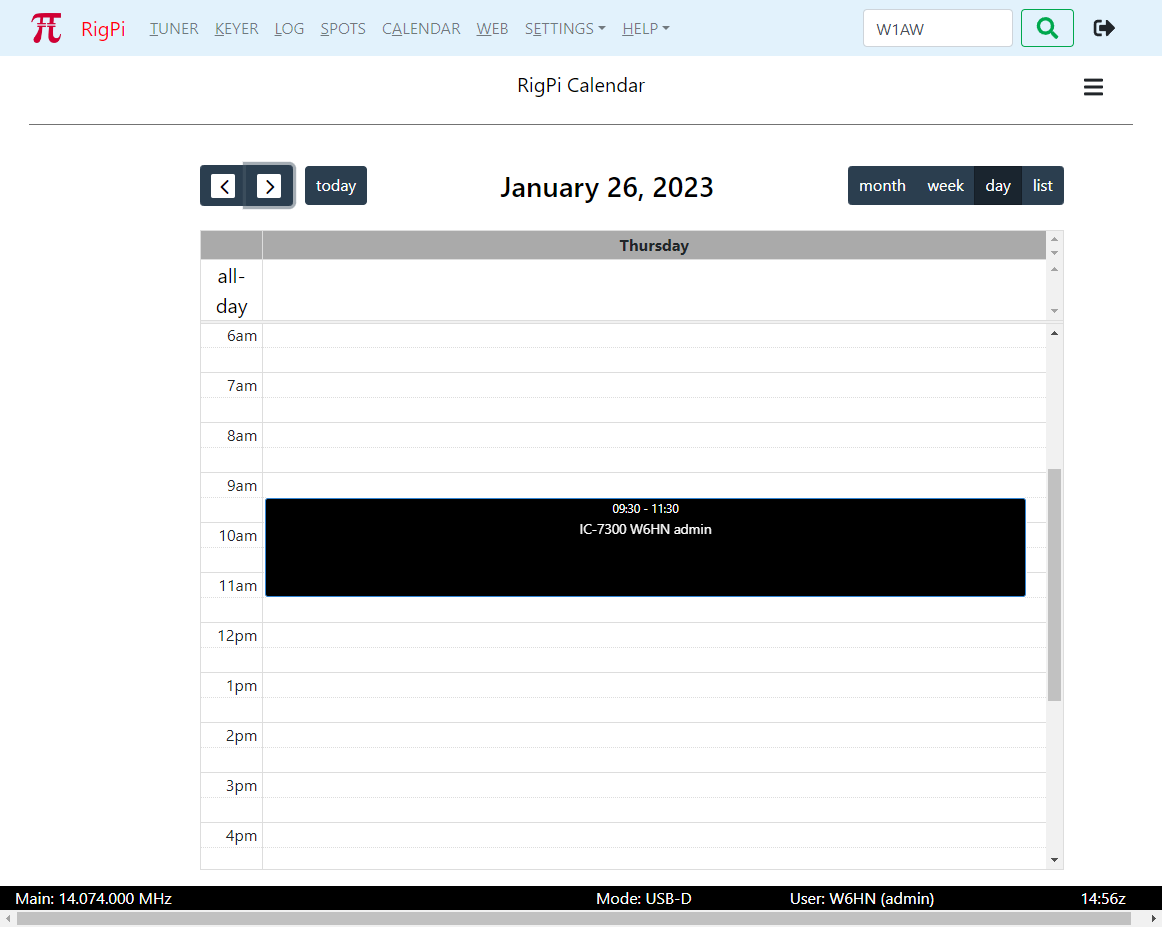 RigPi TUNER KEYER LOG SPOTS CALENDAR WEB SETTINGS HELP W1AW
RigPi Calendar
today January 26, 2023 month week day list
Thursday
all-
day
6am
7am
8am
9am
09:30 - 11:30
IC-7300 W6HN admin
10am
11am
12pm
1pm
2pm
3pm
4pm
Main: 14.074.000 MHz Mode: USB-D User: W6HN (admin) 14:56z